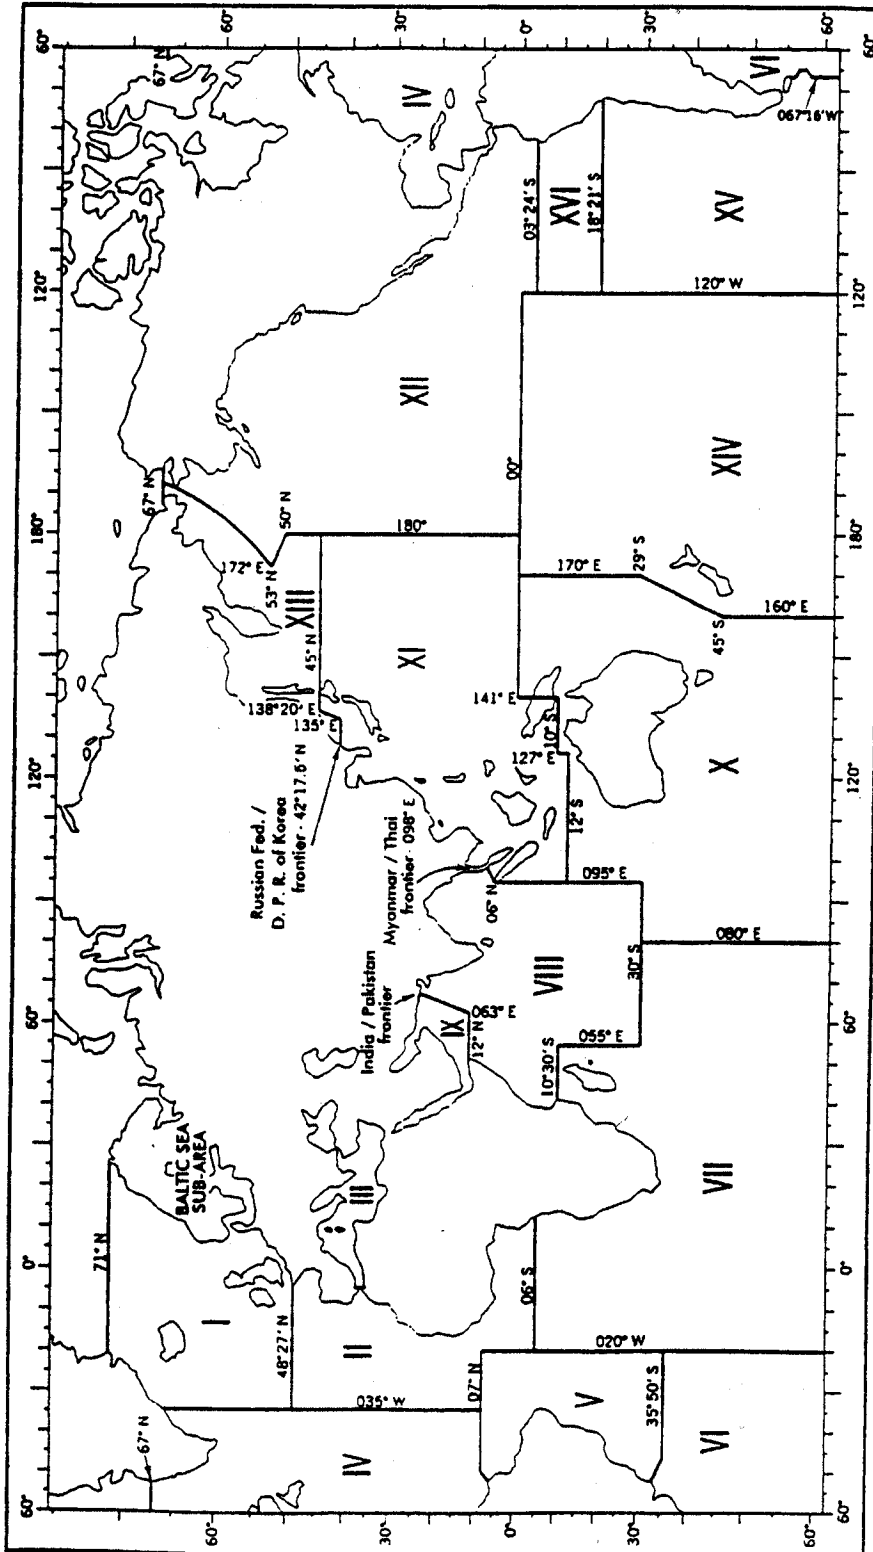 60° 0° 60° 120° 180° 120° 60°
60° 60°
67° N
71° N
67° N
67° N
BALTIC SEA
SUB-AREA
I
172° E
53° N
50° N
48° 27' N
Russian Fed. /
D. P. R. of Korea
frontier - 42° 17.5' N
138° 20' E
135° E
45° N
XIII
30° 30°
IV
035° W
II
III
India / Pakistan
frontier
Myanmar / Thai
frontier - 098° E
XI
180°
XII
IV
IX
063° E
12° N
07° N
06° N
0° 0°
00°
06° S
141° E
127° E
10° S
12° S
03° 24' S
XVI
18° 21' S
VIII
10° 30' S
055° E
095° E
170° E
020° W
V
30° 30°
30° S
29° S
35° 50' S
45° S
VI
VII
080° E
X
160° E
XIV
120° W
XV
VI
067° 16' W
60° 60°
60° 0° 60° 120° 180° 120° 60°